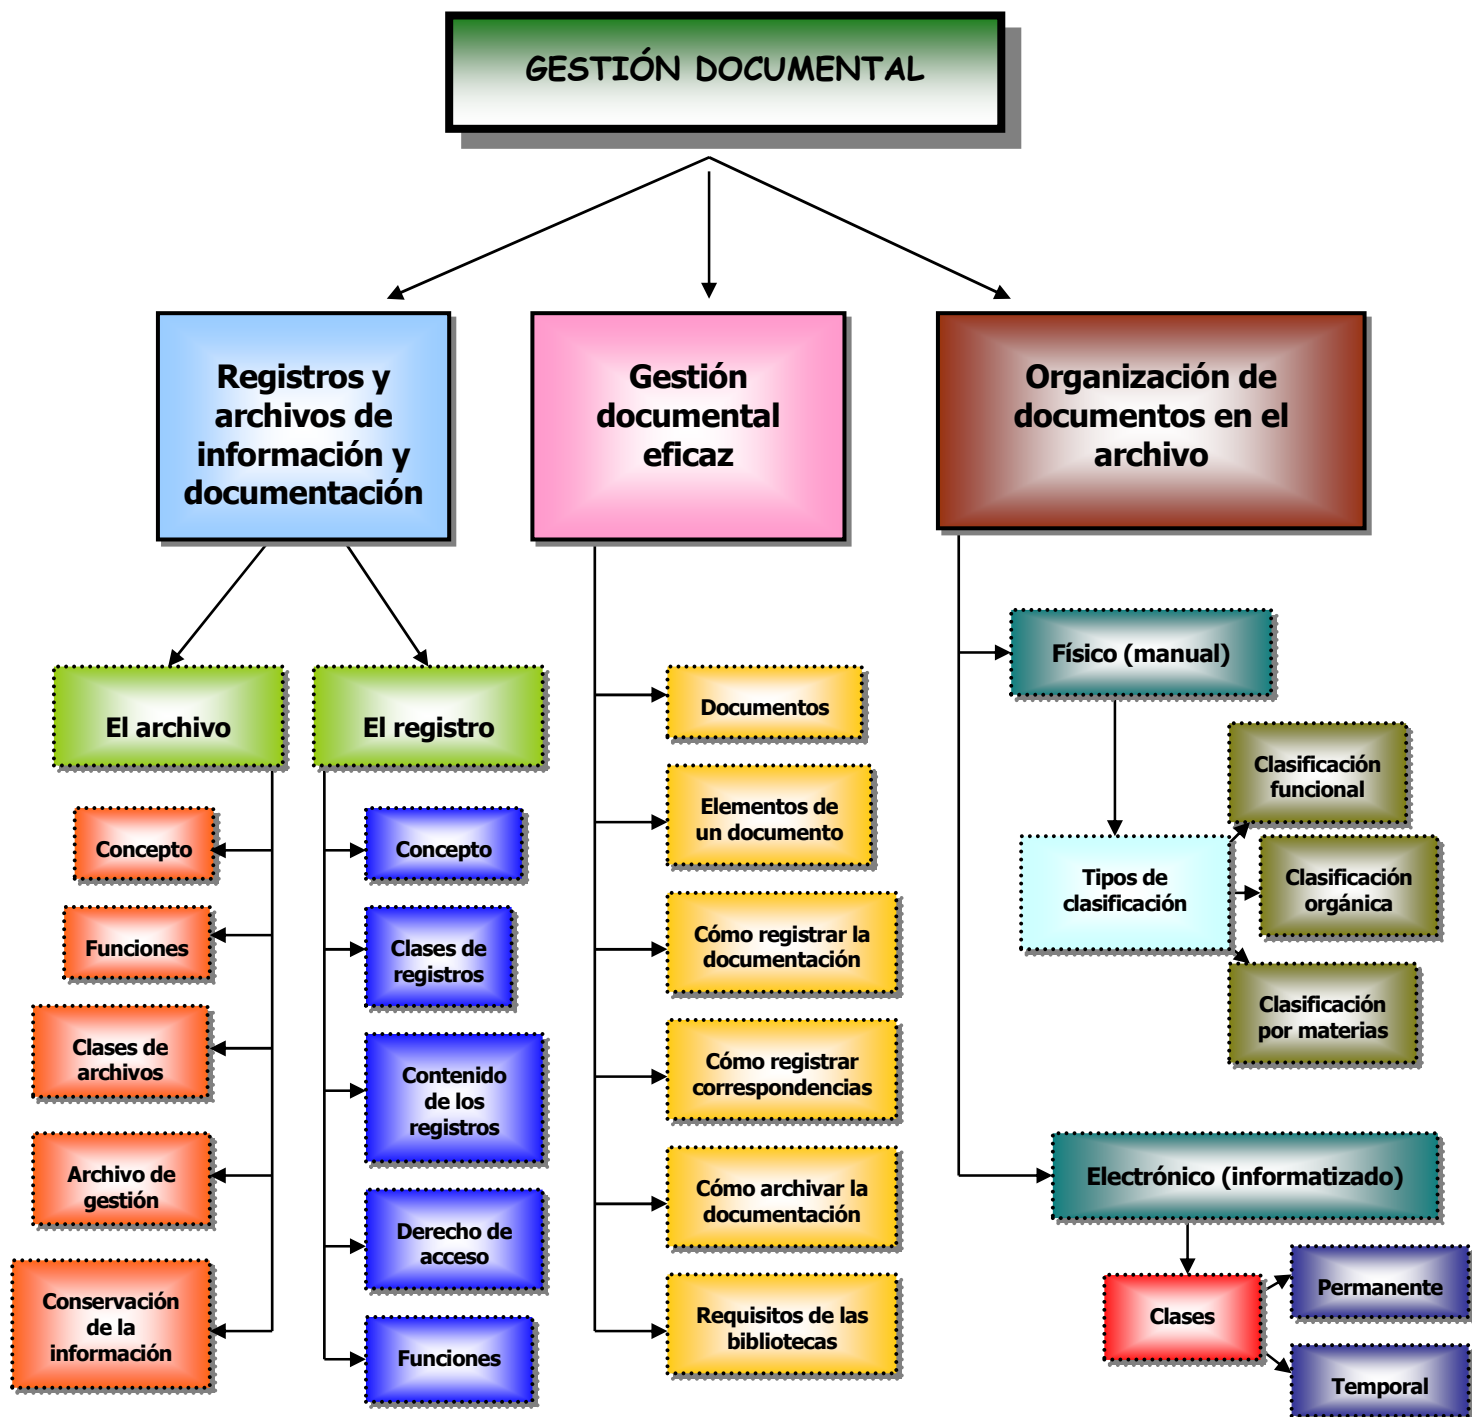 GESTIÓN DOCUMENTAL
Registros y
archivos de
información y
documentación
Gestión
documental
eficaz
Organización de
documentos en el
archivo
El archivo
Concepto
Funciones
Clases de
archivos
Archivo de
gestión
Conservación
de la
información
El registro
Concepto
Clases de
registros
Contenido
de los
registros
Derecho de
acceso
Funciones
Documentos
Elementos de
un documento
Cómo registrar la
documentación
Cómo registrar
correspondencias
Cómo archivar la
documentación
Requisitos de las
bibliotecas
Físico (manual)
Tipos de
clasificación
Clasificación
funcional
Clasificación
orgánica
Clasificación
por materias
Electrónico (informatizado)
Clases
Permanente
Temporal